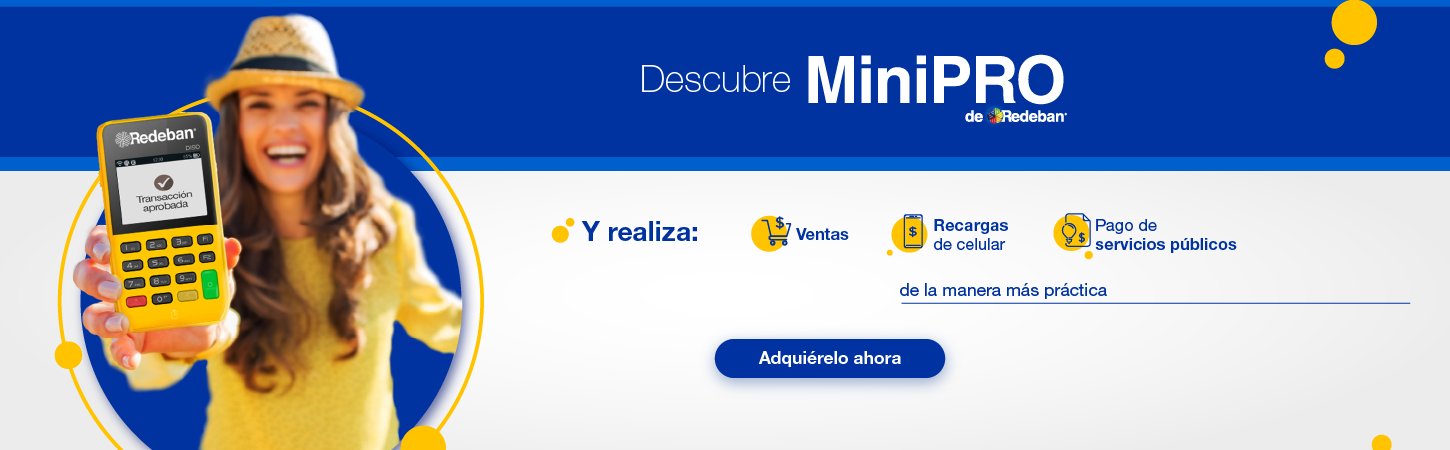 Descubre MiniPRO
de Redeban
Redeban
Transacción
aprobada
Y realiza:
Ventas
Recargas
de celular
Pago de
servicios públicos
de la manera más práctica
Adquiérelo ahora